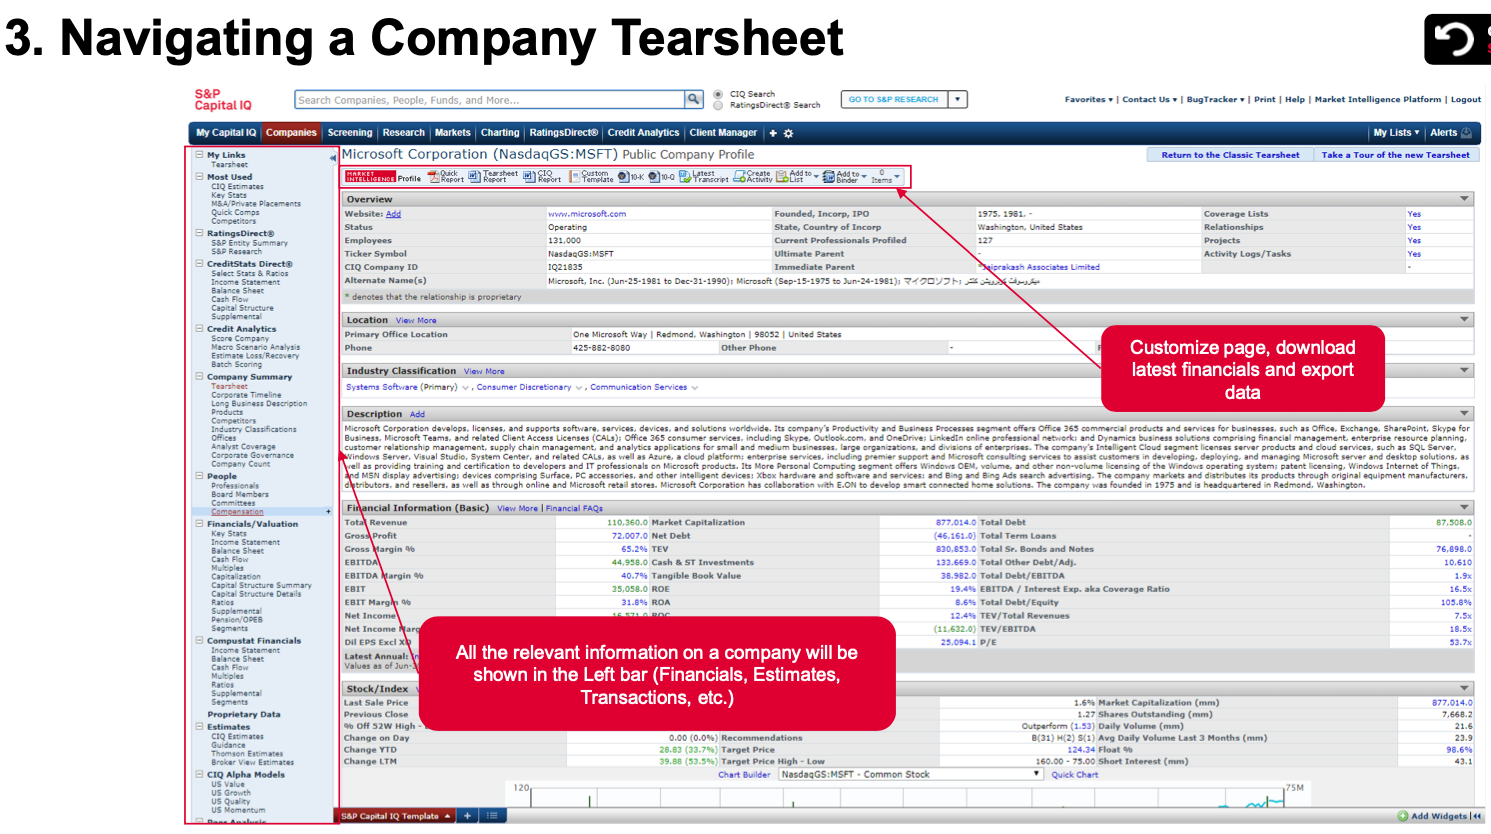 3. Navigating a Company Tearsheet
S&P
Capital IQ
Search Companies, People, Funds, and More...
CIQ Search
RatingsDirect® Search
GO TO S&P RESEARCH
Favorites | Contact Us | BugTracker | Print | Help | Market Intelligence Platform | Logout
My Capital IQ Companies Screening Research Markets Charting RatingsDirect® Credit Analytics Client Manager +
My Lists Alerts
My Links
Tearsheet
Most Used
CIQ Estimates
Key Stats
M&A/Private Placements
Quick Comps
Competitors
RatingsDirect®
S&P Entity Summary
S&P Research
CreditStats Direct®
Select Stats & Ratios
Income Statement
Balance Sheet
Cash Flow
Capital Structure
Supplemental
Credit Analytics
Score Company
Macro Scenario Analysis
Estimate Loss/Recovery
Batch Scoring
Company Summary
Tearsheet
Corporate Timeline
Long Business Description
Products
Competitors
Industry Classifications
Offices
Analyst Coverage
Corporate Governance
Company Count
People
Professionals
Board Members
Committees
Compensation +
Financials/Valuation
Key Stats
Income Statement
Balance Sheet
Cash Flow
Multiples
Capitalization
Capital Structure Summary
Capital Structure Details
Ratios
Supplemental
Pension/OPEB
Segments
Compustat Financials
Income Statement
Balance Sheet
Cash Flow
Multiples
Ratios
Supplemental
Segments
Proprietary Data
Estimates
CIQ Estimates
Guidance
Thomson Estimates
Broker View Estimates
CIQ Alpha Models
US Value
US Growth
US Quality
US Momentum
Microsoft Corporation (NasdaqGS:MSFT) Public Company Profile
Return to the Classic Tearsheet Take a Tour of the new Tearsheet
MARKET INTELLIGENCE Profile Quick Report Tearsheet Report CIQ Report Custom Template 10-K 10-Q Latest Transcript Create Activity Add to List Add to Binder 0 Items
Overview
Website: Add www.microsoft.com Founded, Incorp, IPO 1975, 1981, - Coverage Lists Yes
Status Operating State, Country of Incorp Washington, United States Relationships Yes
Employees 131,000 Current Professionals Profiled 127 Projects Yes
Ticker Symbol NasdaqGS:MSFT Ultimate Parent - Activity Logs/Tasks Yes
CIQ Company ID IQ21835 Immediate Parent *Jaiprakash Associates Limited -
Alternate Name(s) Microsoft, Inc. (Jun-25-1981 to Dec-31-1990); Microsoft (Sep-15-1975 to Jun-24-1981); マイクロソフト;
* denotes that the relationship is proprietary
Location View More
Primary Office Location One Microsoft Way | Redmond, Washington | 98052 | United States
Phone 425-882-8080 Other Phone -
Industry Classification View More
Systems Software (Primary) , Consumer Discretionary , Communication Services
Customize page, download
latest financials and export
data
Description Add
Microsoft Corporation develops, licenses, and supports software, services, devices, and solutions worldwide. Its company's Productivity and Business Processes segment offers Office 365 commercial products and services for businesses, such as Office, Exchange, SharePoint, Skype for
Business, Microsoft Teams, and related Client Access Licenses (CALs); Office 365 consumer services, including Skype, Outlook.com, and OneDrive; LinkedIn online professional network; and Dynamics business solutions comprising financial management, enterprise resource planning,
customer relationship management, supply chain management, and analytics applications for small and medium businesses, large organizations, and divisions of enterprises. The company's Intelligent Cloud segment licenses server products and cloud services, such as SQL Server,
Windows Server, Visual Studio, System Center, and related CALs, as well as Azure, a cloud platform; enterprise services, including premier support and Microsoft consulting services to assist customers in developing, deploying, and managing Microsoft server and desktop solutions, as
well as providing training and certification to developers and IT professionals on Microsoft products. Its More Personal Computing segment offers Windows OEM, volume, and other non-volume licensing of the Windows operating system; patent licensing, Windows Internet of Things,
and MSN display advertising; devices comprising Surface, PC accessories, and other intelligent devices; Xbox hardware and software and services; and Bing and Bing Ads search advertising. The company markets and distributes its products through original equipment manufacturers,
distributors, and resellers, as well as through online and Microsoft retail stores. Microsoft Corporation has collaboration with E.ON to develop smart connected home solutions. The company was founded in 1975 and is headquartered in Redmond, Washington.
Financial Information (Basic) View More | Financial FAQs
Total Revenue 110,360.0 Market Capitalization 877,014.0 Total Debt 87,508.0
Gross Profit 72,007.0 Net Debt (46,161.0) Total Term Loans -
Gross Margin % 65.2% TEV 830,853.0 Total Sr. Bonds and Notes 76,898.0
EBITDA 44,958.0 Cash & ST Investments 133,669.0 Total Other Debt/Adj. 10,610
EBITDA Margin % 40.7% Tangible Book Value 38,982.0 Total Debt/EBITDA 1.9x
EBIT 35,058.0 ROE 19.4% EBITDA / Interest Exp. aka Coverage Ratio 16.5x
EBIT Margin % 31.8% ROA 8.6% Total Debt/Equity 105.8%
Net Income 16,571.0 ROC 12.4% TEV/Total Revenues 7.5x
Net Income (11,632.0) TEV/EBITDA 18.5x
Dil EPS Excl 25,094.1 P/E 53.7x
Latest Annual:
Values as of
All the relevant information on a company will be
shown in the Left bar (Financials, Estimates,
Transactions, etc.)
Stock/Index
Last Sale Price 1.6% Market Capitalization (mm) 877,014.0
Previous Close 1.27 Shares Outstanding (mm) 7,668.2
% Off 52W High - Outperform (1.53) Daily Volume (mm) 21.6
Change on Day 0.00 (0.0%) Recommendations B(31) H(2) S(1) Avg Daily Volume Last 3 Months (mm) 23.9
Change YTD 28.83 (33.7%) Target Price 124.34 Float % 98.6%
Change LTM 39.88 (53.5%) Target Price High - Low 160.00 - 75.00 Short Interest (mm) 43.1
Chart Builder NasdaqGS:MSFT - Common Stock Quick Chart
120
75M
S&P Capital IQ Template +
Add Widgets